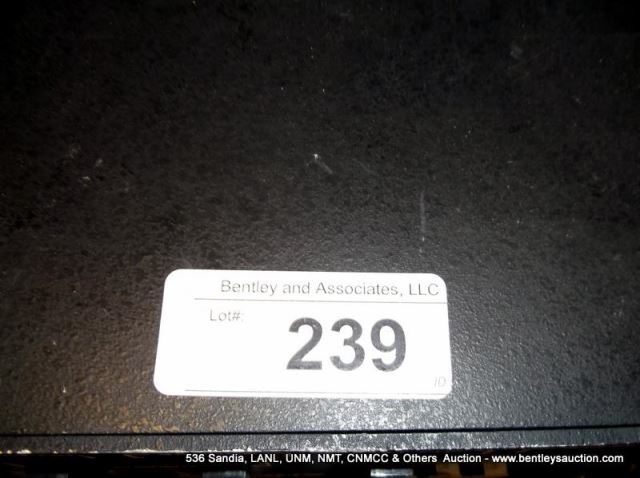 Bentley and Associates, LLC
Lot#:
239
ID
536 Sandia, LANL, UNM, NMT, CNMCC & Others Auction - www.bentleysauction.com